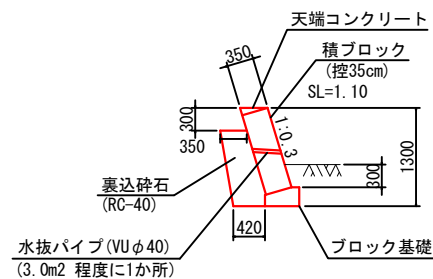 天端コンクリート
350
積ブロック
(控35cm)
SL=1.10
1:0.3
300
350
1300
300
裏込砕石
(RC-40)
420
水抜パイプ(VUφ40)
(3.0m2 程度に1か所)
ブロック基礎